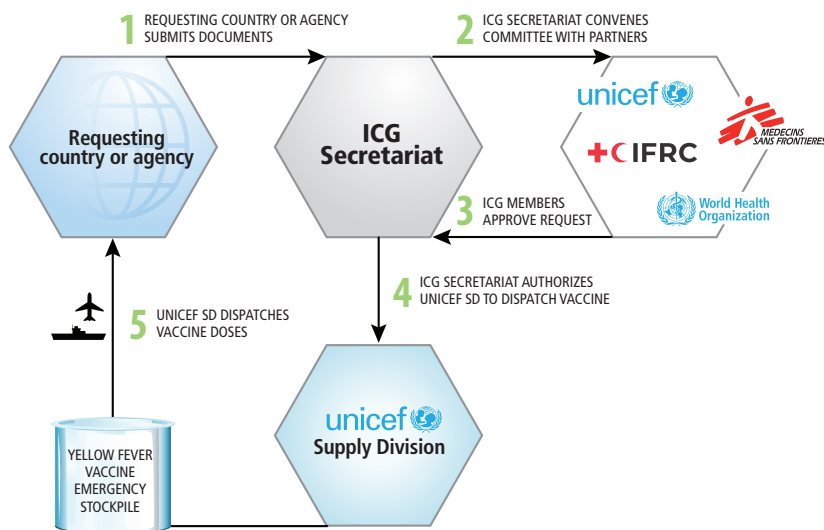 1 REQUESTING COUNTRY OR AGENCY
SUBMITS DOCUMENTS
2 ICG SECRETARIAT CONVENES
COMMITTEE WITH PARTNERS
Requesting
country or agency
ICG
Secretariat
unicef
MEDECINS
SANS FRONTIERES
IFRC
World Health
Organization
3 ICG MEMBERS
APPROVE REQUEST
4 ICG SECRETARIAT AUTHORIZES
UNICEF SD TO DISPATCH VACCINE
5 UNICEF SD DISPATCHES
VACCINE DOSES
unicef
Supply Division
YELLOW FEVER
VACCINE
EMERGENCY
STOCKPILE